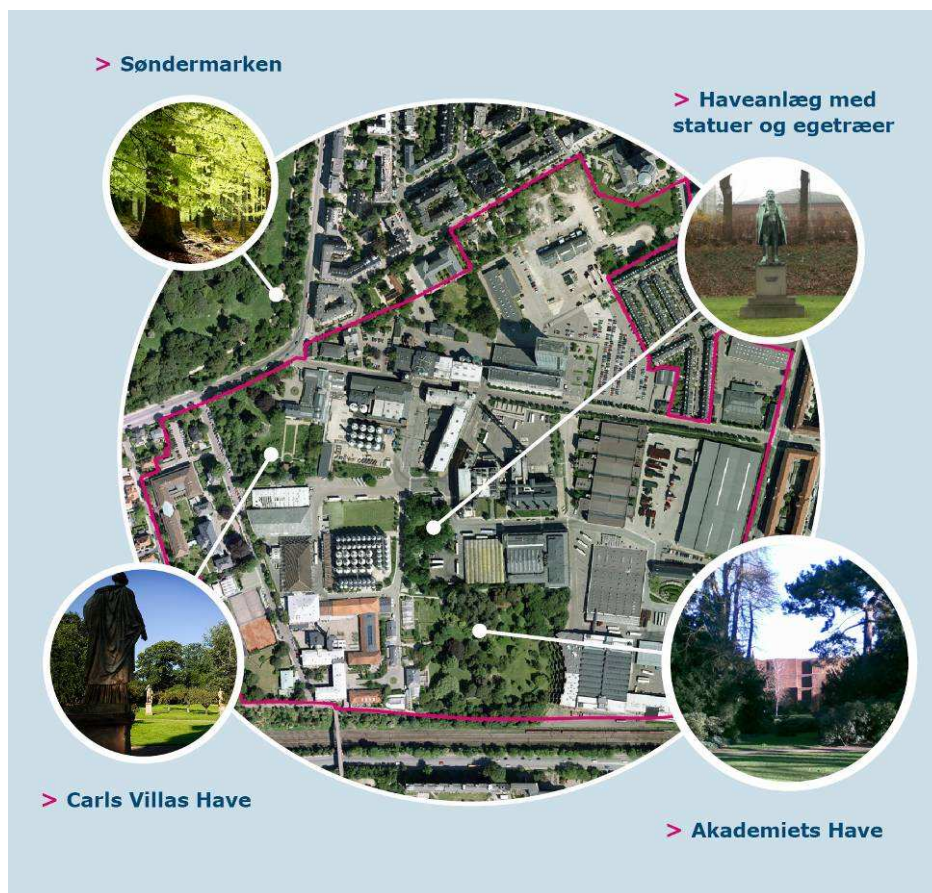 > Søndermarken
> Haveanlæg med
statuer og egetræer
> Carls Villas Have
> Akademiets Have